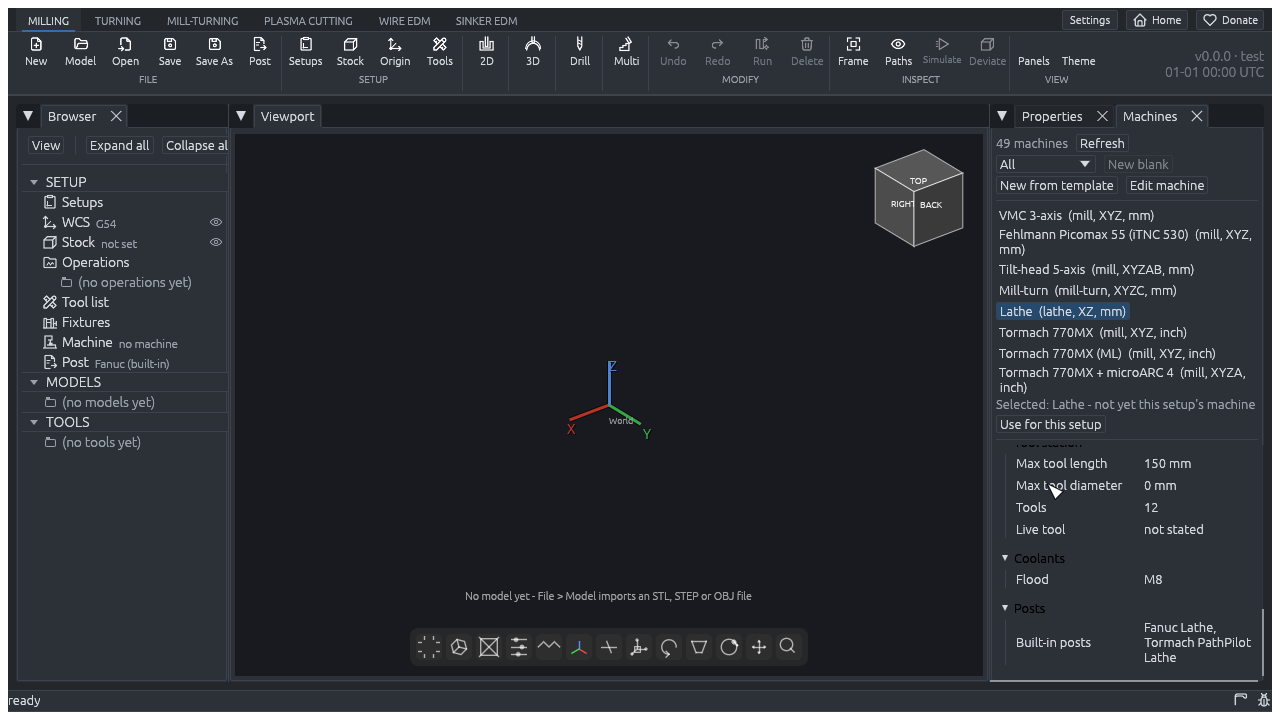 MILLING TURNING MILL-TURNING PLASMA CUTTING WIRE EDM SINKER EDM Settings Home Donate
New Model Open Save Save As Post Setups Stock Origin Tools 2D 3D Drill Multi Undo Redo Run Delete Frame Paths Simulate Deviate Panels Theme
FILE SETUP MODIFY INSPECT VIEW
v0.0.0 · test
01-01 00:00 UTC
Browser
View Expand all Collapse al
SETUP
Setups
WCS G54
Stock not set
Operations
(no operations yet)
Tool list
Fixtures
Machine no machine
Post Fanuc (built-in)
MODELS
(no models yet)
TOOLS
(no tools yet)
Viewport
TOP
RIGHT BACK
Z
World
X
Y
No model yet - File > Model imports an STL, STEP or OBJ file
Properties Machines
49 machines Refresh
All New blank
New from template Edit machine
VMC 3-axis (mill, XYZ, mm)
Fehlmann Picomax 55 (iTNC 530) (mill, XYZ,
mm)
Tilt-head 5-axis (mill, XYZAB, mm)
Mill-turn (mill-turn, XYZC, mm)
Lathe (lathe, XZ, mm)
Tormach 770MX (mill, XYZ, inch)
Tormach 770MX (ML) (mill, XYZ, inch)
Tormach 770MX + microARC 4 (mill, XYZA,
inch)
Selected: Lathe - not yet this setup's machine
Use for this setup
Max tool length 150 mm
Max tool diameter 0 mm
Tools 12
Live tool not stated
Coolants
Flood M8
Posts
Built-in posts Fanuc Lathe,
Tormach PathPilot
Lathe
ready